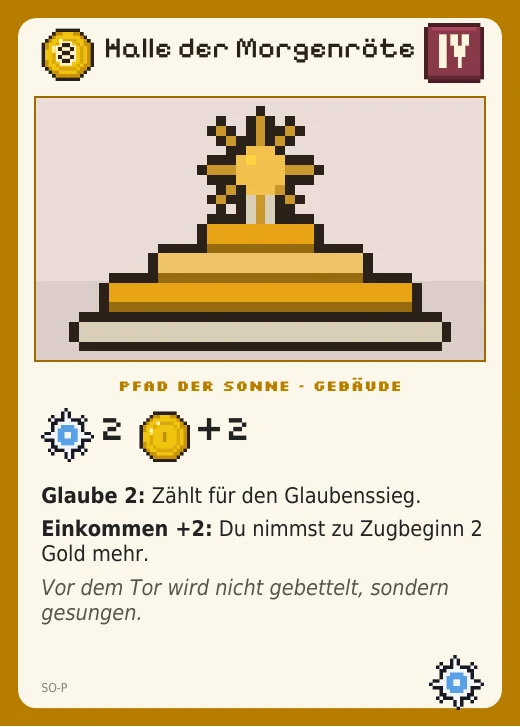 8 Halle der Morgenröte IV
PFAD DER SONNE - GEBÄUDE
2 +2
Glaube 2: Zählt für den Glaubenssieg.
Einkommen +2: Du nimmst zu Zugbeginn 2
Gold mehr.
Vor dem Tor wird nicht gebettelt, sondern
gesungen.
SO-P